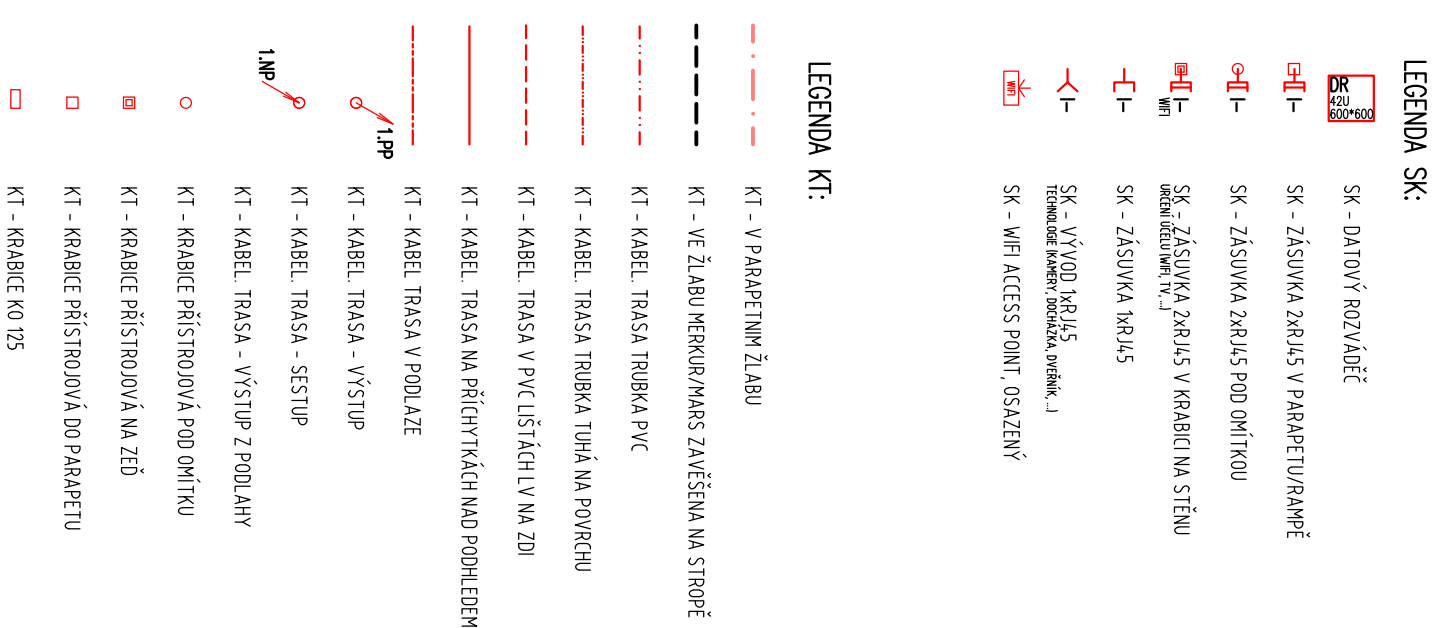 LEGENDA SK:
DR
42U
600*600
SK - DATOVÝ ROZVÁDĚČ
SK - ZÁSUVKA 2xRJ45 V PARAPETU/RAMPĚ
SK - ZÁSUVKA 2xRJ45 POD OMÍTKOU
WIFI
SK - ZÁSUVKA 2xRJ45 V KRABICI NA STĚNU
URČENÍ ÚČELU (WIFI, TV,...)
SK - ZÁSUVKA 1xRJ45
SK - VÝVOD 1xRJ45
TECHNOLOGIE (KAMERY, DOCHÁZKA, DVEŘNÍK, ...)
WIFI
SK - WIFI ACCESS POINT, OSAZENÝ
LEGENDA KT:
KT - V PARAPETNIM ŽLABU
KT - VE ŽLABU MERKUR/MARS ZAVĚŠENA NA STROPĚ
KT - KABEL. TRASA TRUBKA PVC
KT - KABEL. TRASA TRUBKA TUHÁ NA POVRCHU
KT - KABEL. TRASA V PVC LIŠTÁCH LV NA ZDI
KT - KABEL. TRASA NA PŘÍCHYTKÁCH NAD PODHLEDEM
KT - KABEL TRASA V PODLAZE
1.PP
KT - KABEL. TRASA - VÝSTUP
1.NP
KT - KABEL. TRASA - SESTUP
KT - KABEL. TRASA - VÝSTUP Z PODLAHY
KT - KRABICE PŘÍSTROJOVÁ POD OMÍTKU
KT - KRABICE PŘÍSTROJOVÁ NA ZEĎ
KT - KRABICE PŘÍSTROJOVÁ DO PARAPETU
KT - KRABICE KO 125